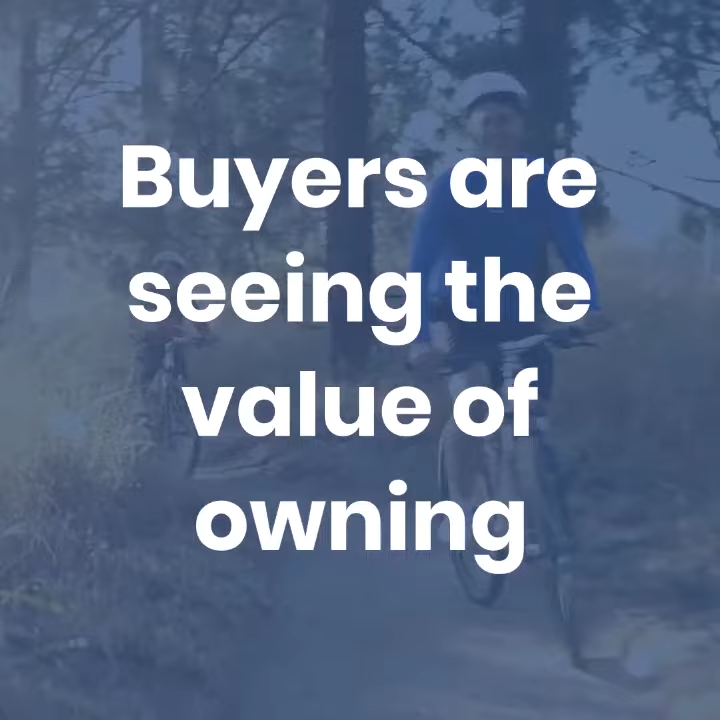 Buyers are
seeing the
value of
owning